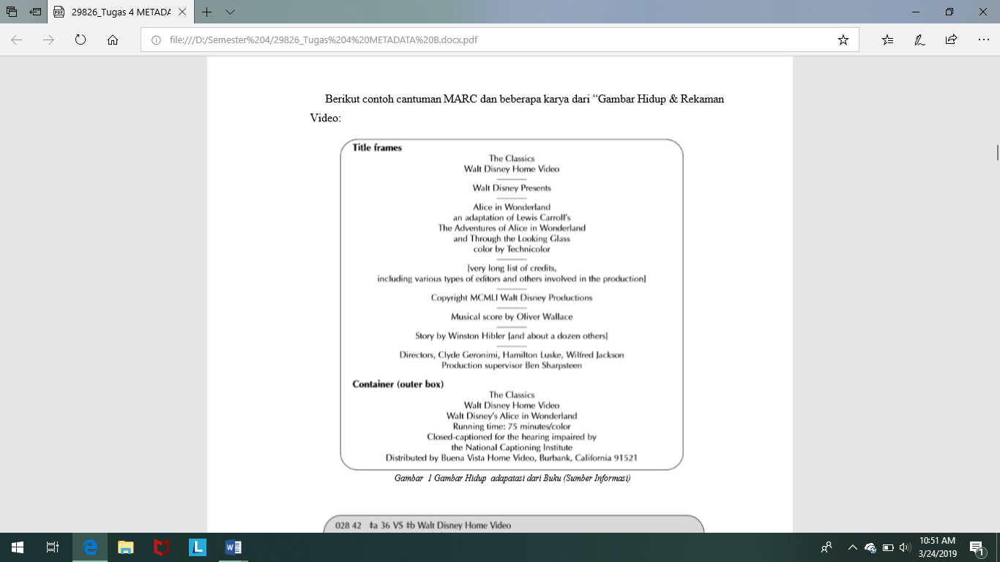 29826_Tugas 4 METADA
file:///D:/Semester%204/29826_Tugas%204%20METADATA%20B.docx.pdf
Berikut contoh cantuman MARC dan beberapa karya dari “Gambar Hidup & Rekaman
Video:
Title frames
The Classics
Walt Disney Home Video
Walt Disney Presents
Alice in Wonderland
an adaptation of Lewis Carroll's
The Adventures of Alice in Wonderland
and Through the Looking Glass
color by Technicolor
[very long list of credits,
including various types of editors and others involved in the production]
Copyright MCMLI Walt Disney Productions
Musical score by Oliver Wallace
Story by Winston Hibler [and about a dozen others]
Directors, Clyde Geronimi, Hamilton Luske, Wilfred Jackson
Production supervisor Ben Sharpsteen
Container (outer box)
The Classics
Walt Disney Home Video
Walt Disney's Alice in Wonderland
Running time: 75 minutes/color
Closed-captioned for the hearing impaired by
the National Captioning Institute
Distributed by Buena Vista Home Video, Burbank, California 91521
Gambar 1 Gambar Hidup adapatasi dari Buku (Sumber Informasi)
028 42 ‡a 36 VS ‡b Walt Disney Home Video
10:51 AM
3/24/2019
1